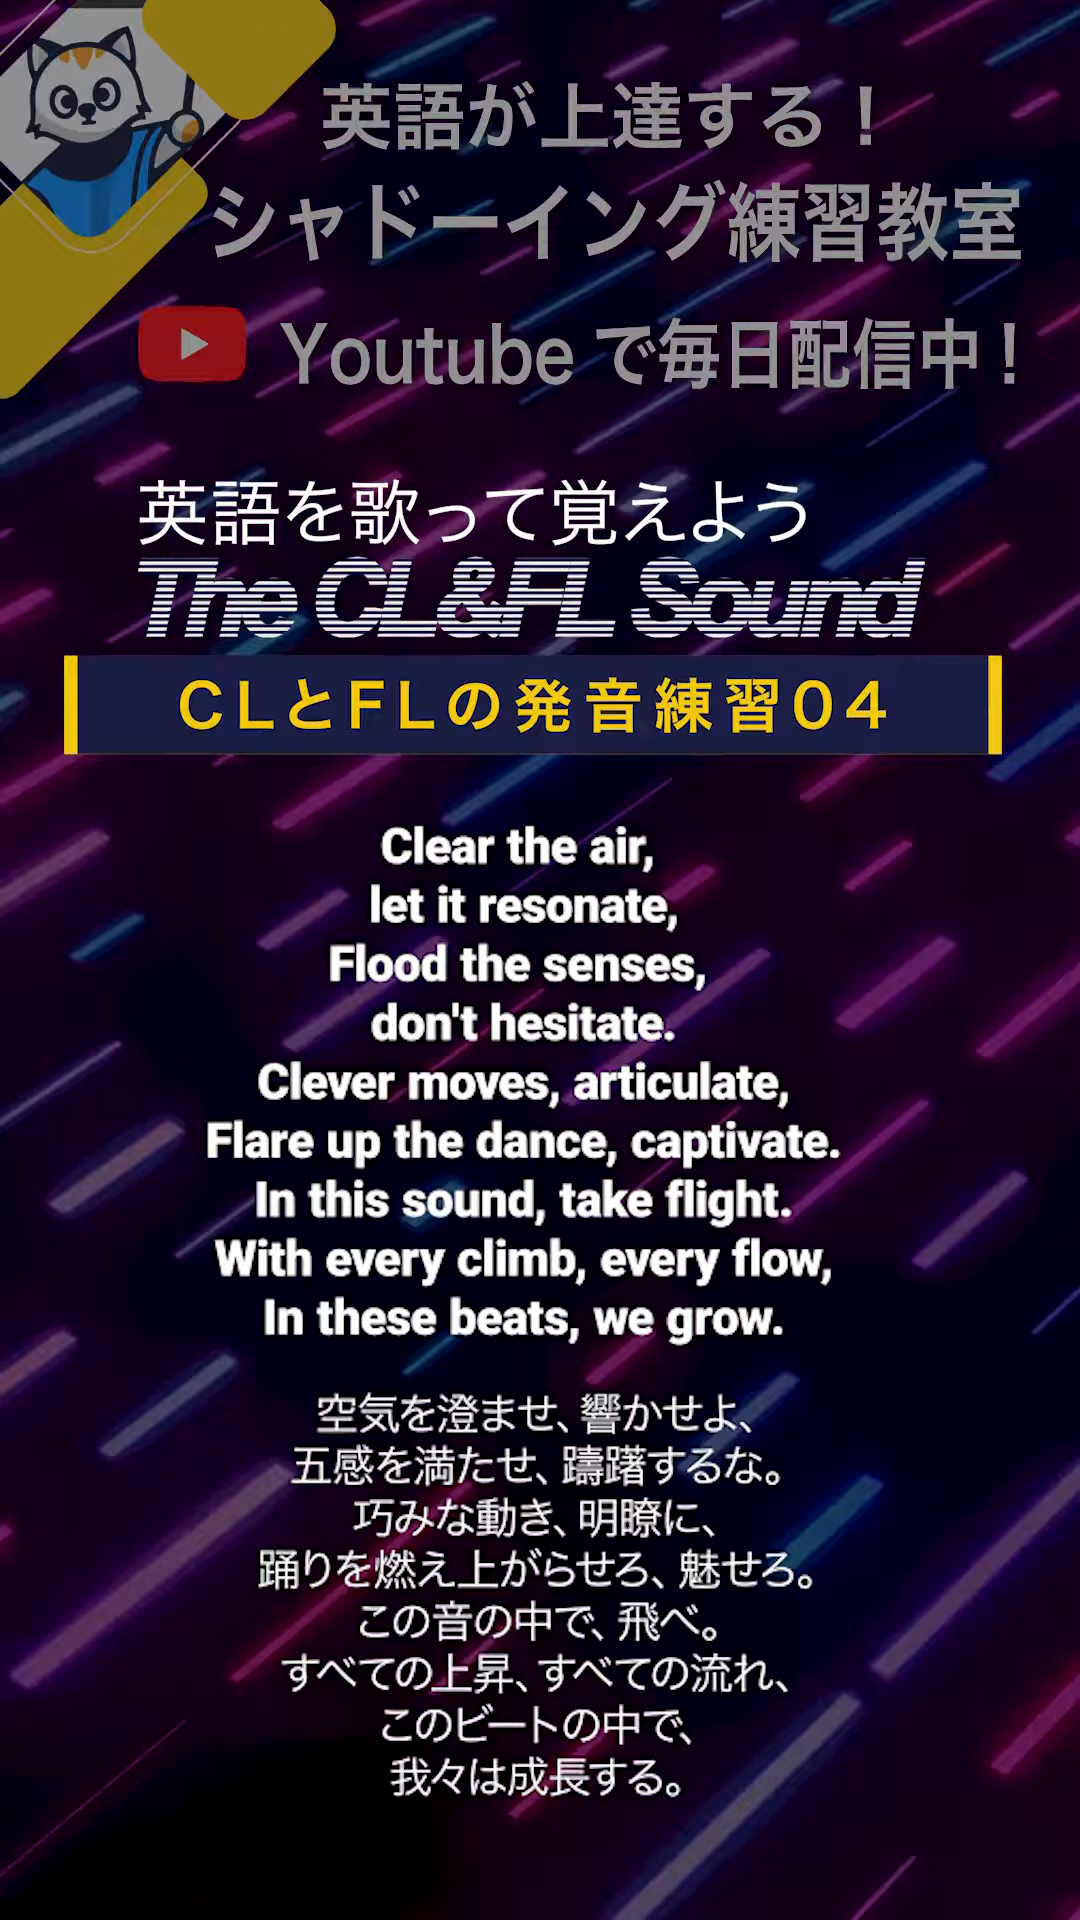 英語が上達する！
シャドーイング練習教室
Youtube で毎日配信中！
英語を歌って覚えよう
The CL&FL Sound
CLとFLの発音練習04
Clear the air,
let it resonate,
Flood the senses,
don't hesitate.
Clever moves, articulate,
Flare up the dance, captivate.
In this sound, take flight.
With every climb, every flow,
In these beats, we grow.
空気を澄ませ、響かせよ、
五感を満たせ、躊躇するな。
巧みな動き、明瞭に、
踊りを燃え上がらせろ、魅せろ。
この音の中で、飛べ。
すべての上昇、すべての流れ、
このビートの中で、
我々は成長する。